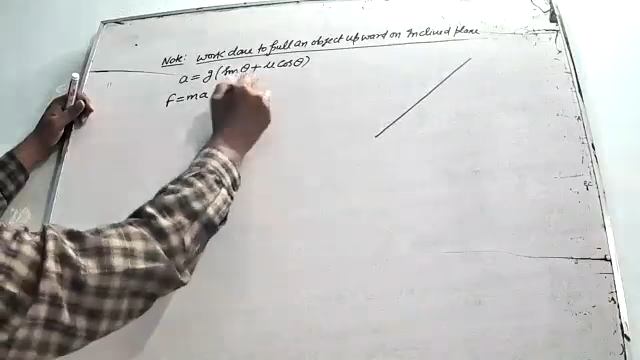 Note: work done to pull an object upward on Inclined plane
a = g (sinθ + μ cosθ)
F = ma